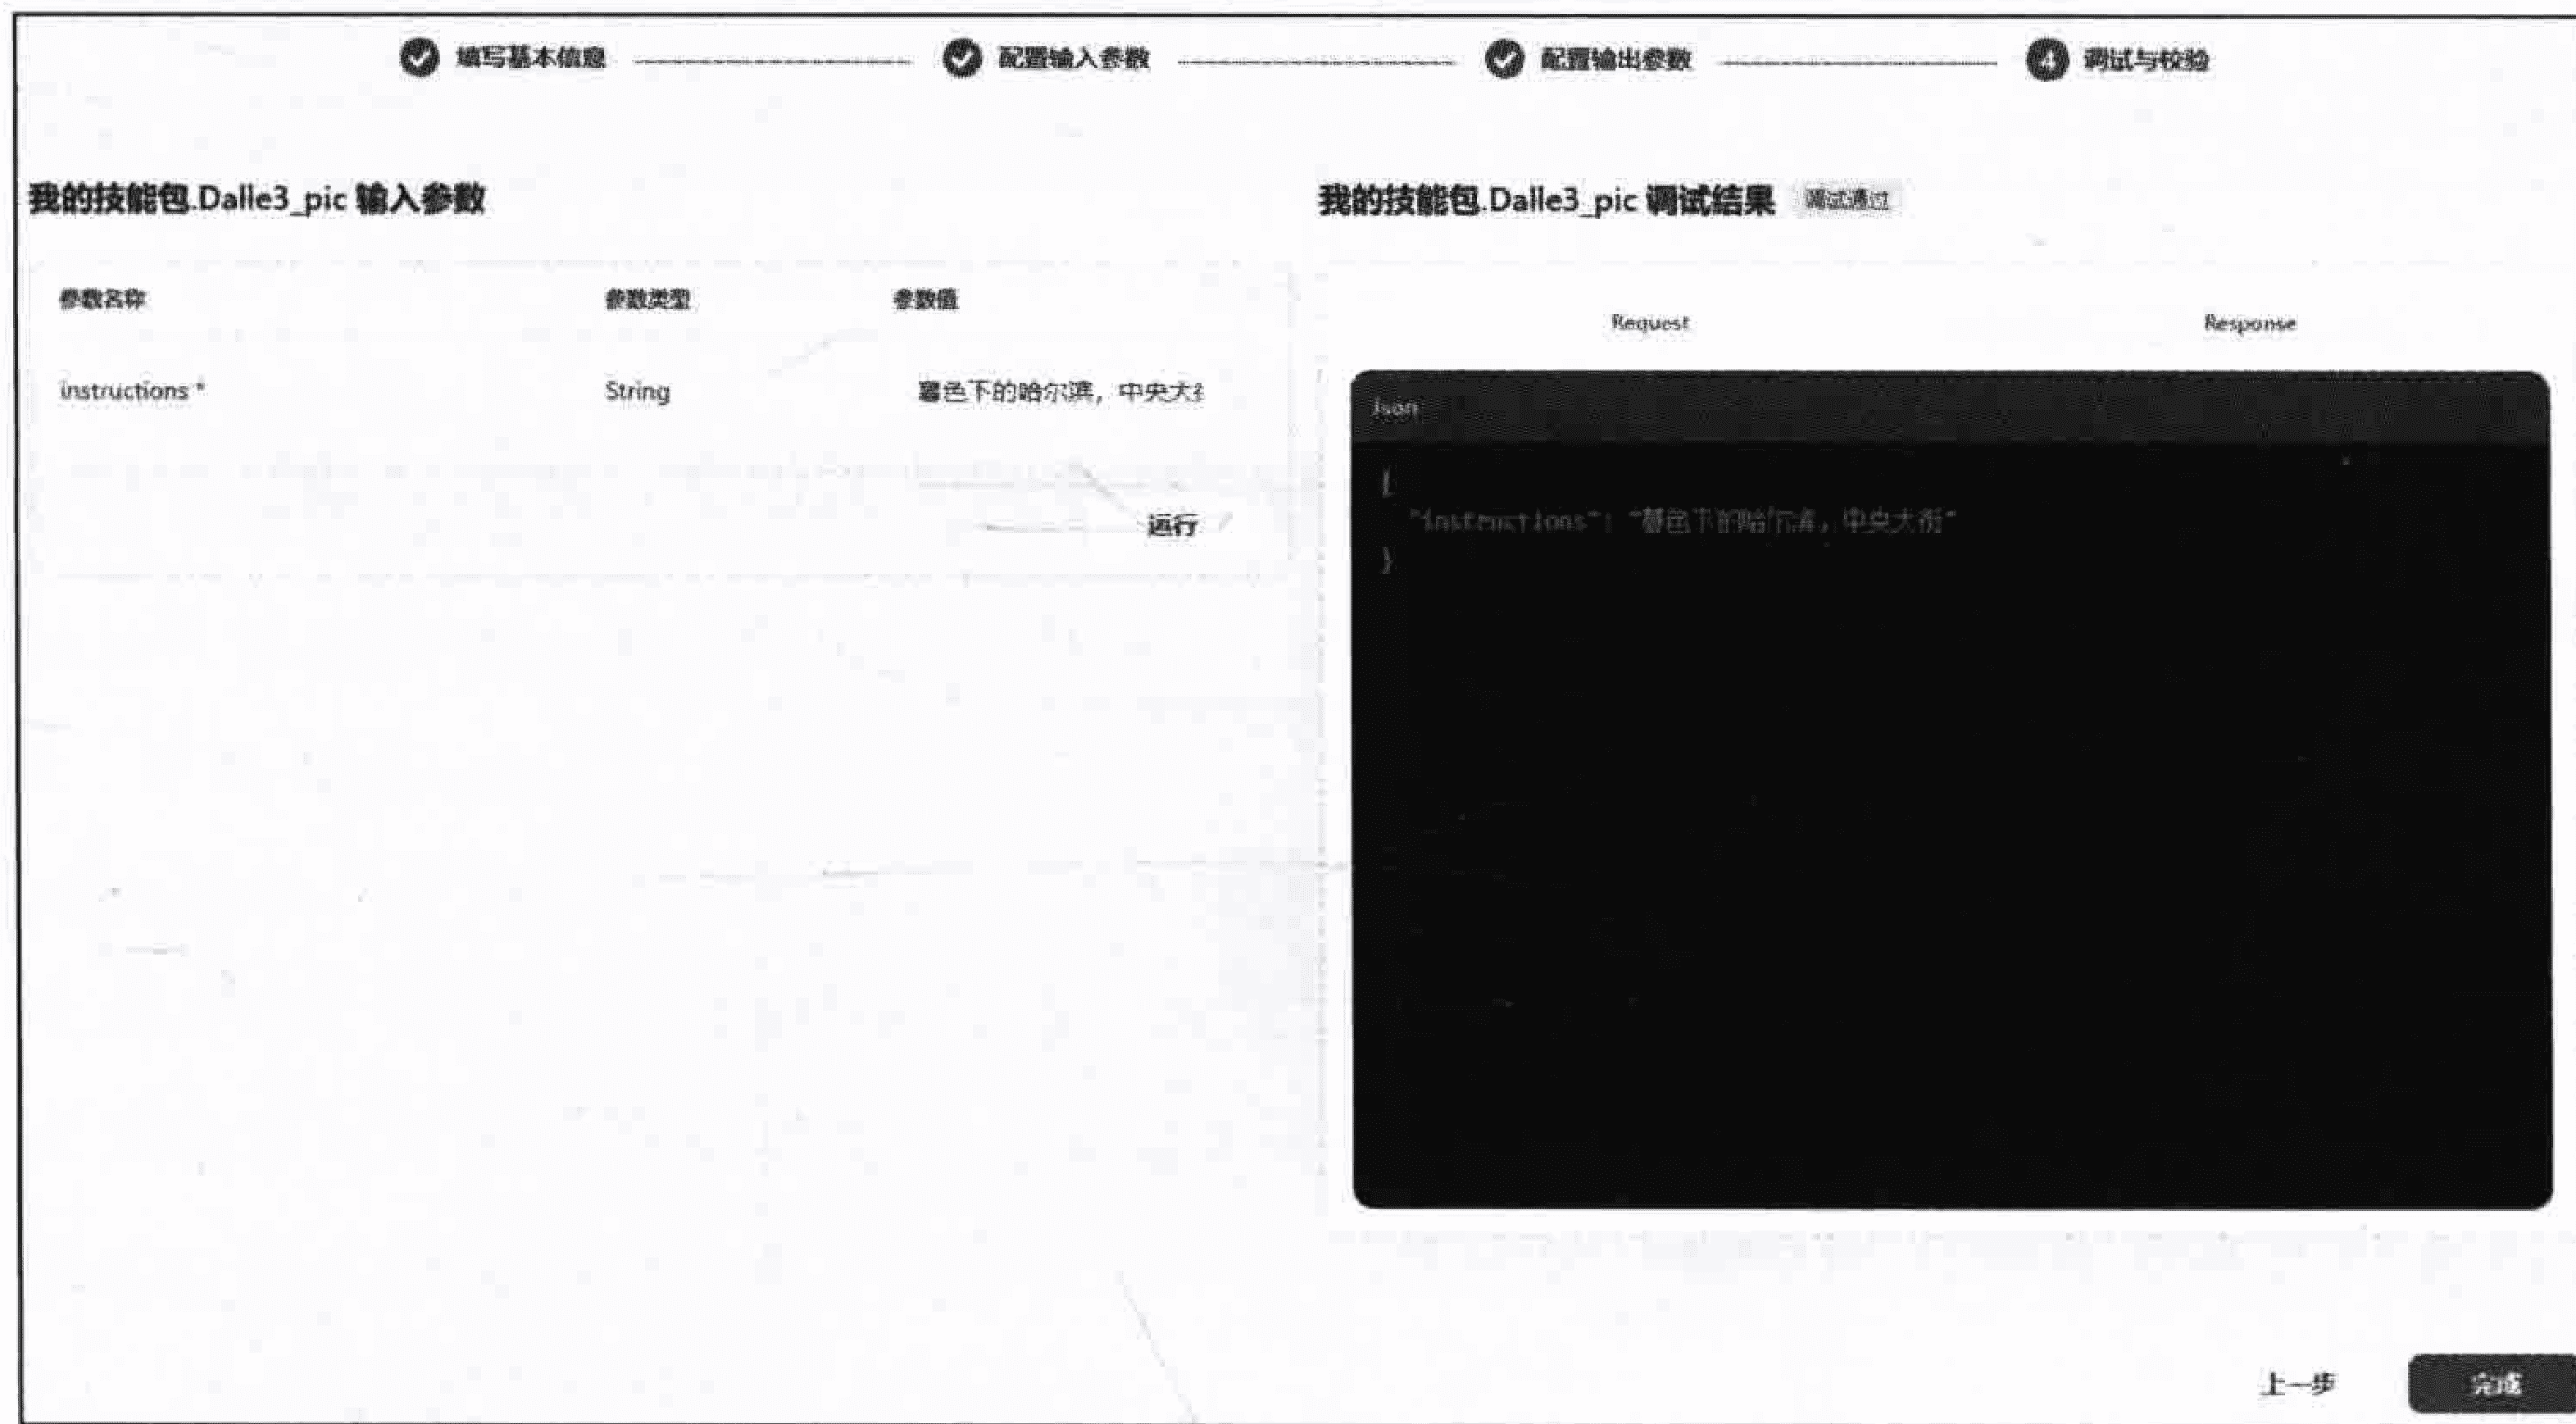 填写基本信息 配置输入参数 配置输出参数 4 调试与校验
我的技能包.Dalle3_pic 输入参数
参数名称 参数类型 参数值
instructions * String 暮色下的哈尔滨，中央大
运行
我的技能包.Dalle3_pic 调试结果 调试通过
Request Response
Json
{
"instructions": "暮色下的哈尔滨，中央大街"
}
上一步 完成